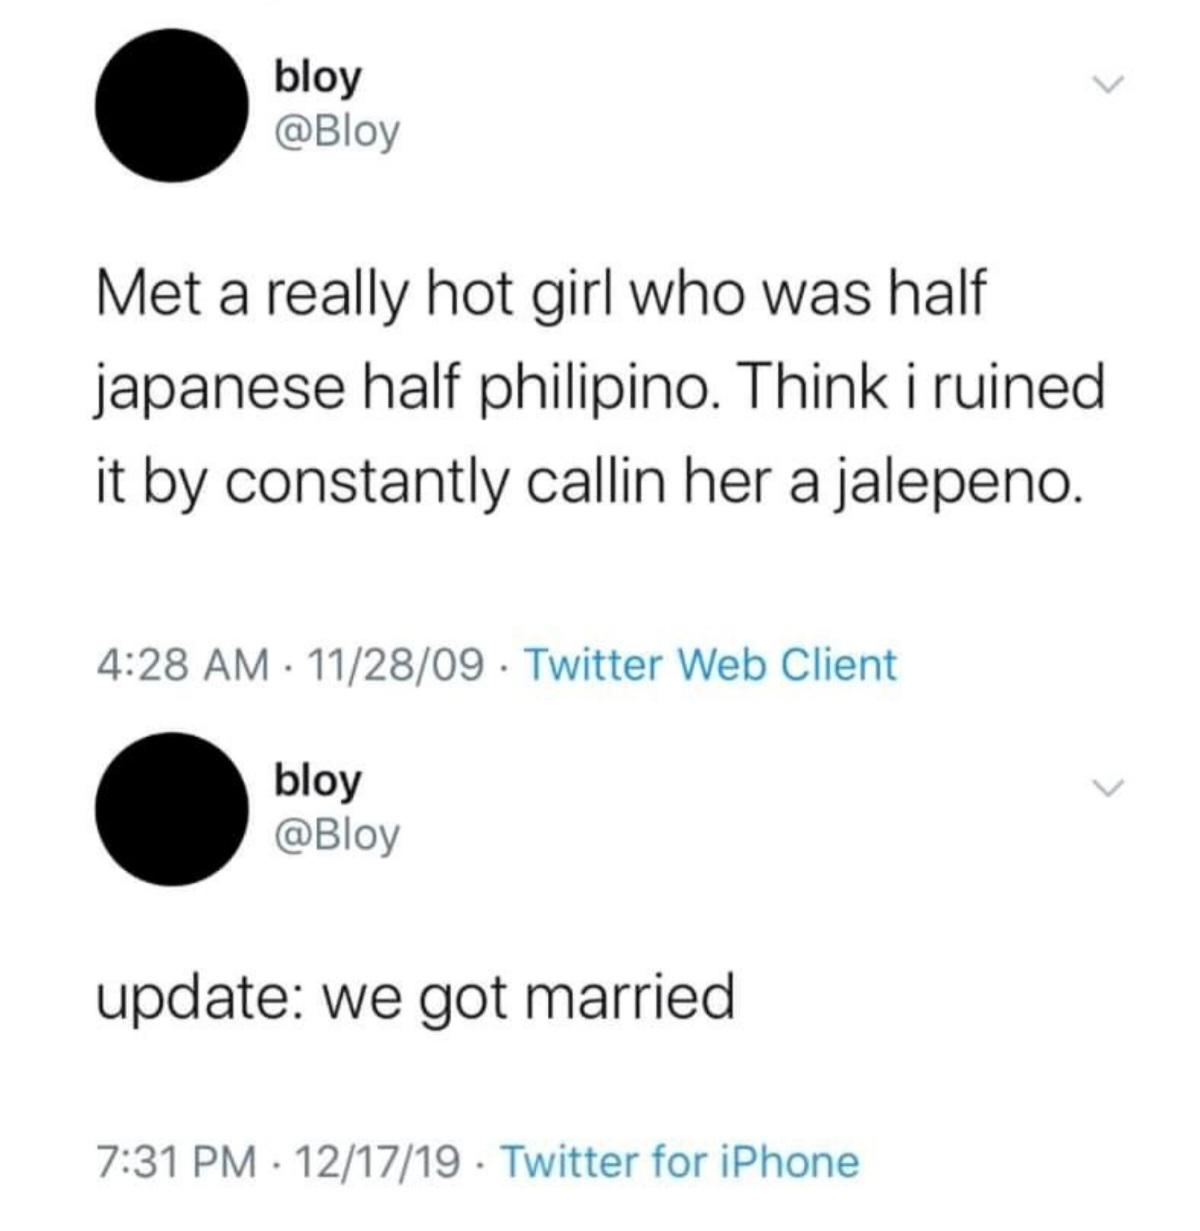 bloy
@Bloy
Met a really hot girl who was half
japanese half philipino. Think i ruined
it by constantly callin her a jalepeno.
4:28 AM · 11/28/09 · Twitter Web Client
bloy
@Bloy
update: we got married
7:31 PM · 12/17/19 · Twitter for iPhone